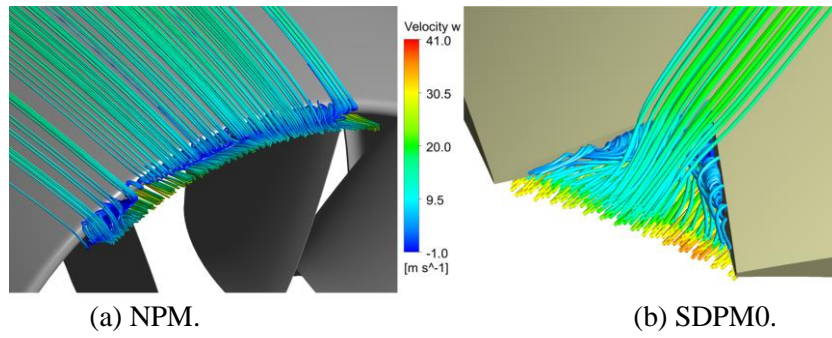 Velocity w
41.0
30.5
20.0
9.5
-1.0
[m s^-1]
(a) NPM.
(b) SDPM0.